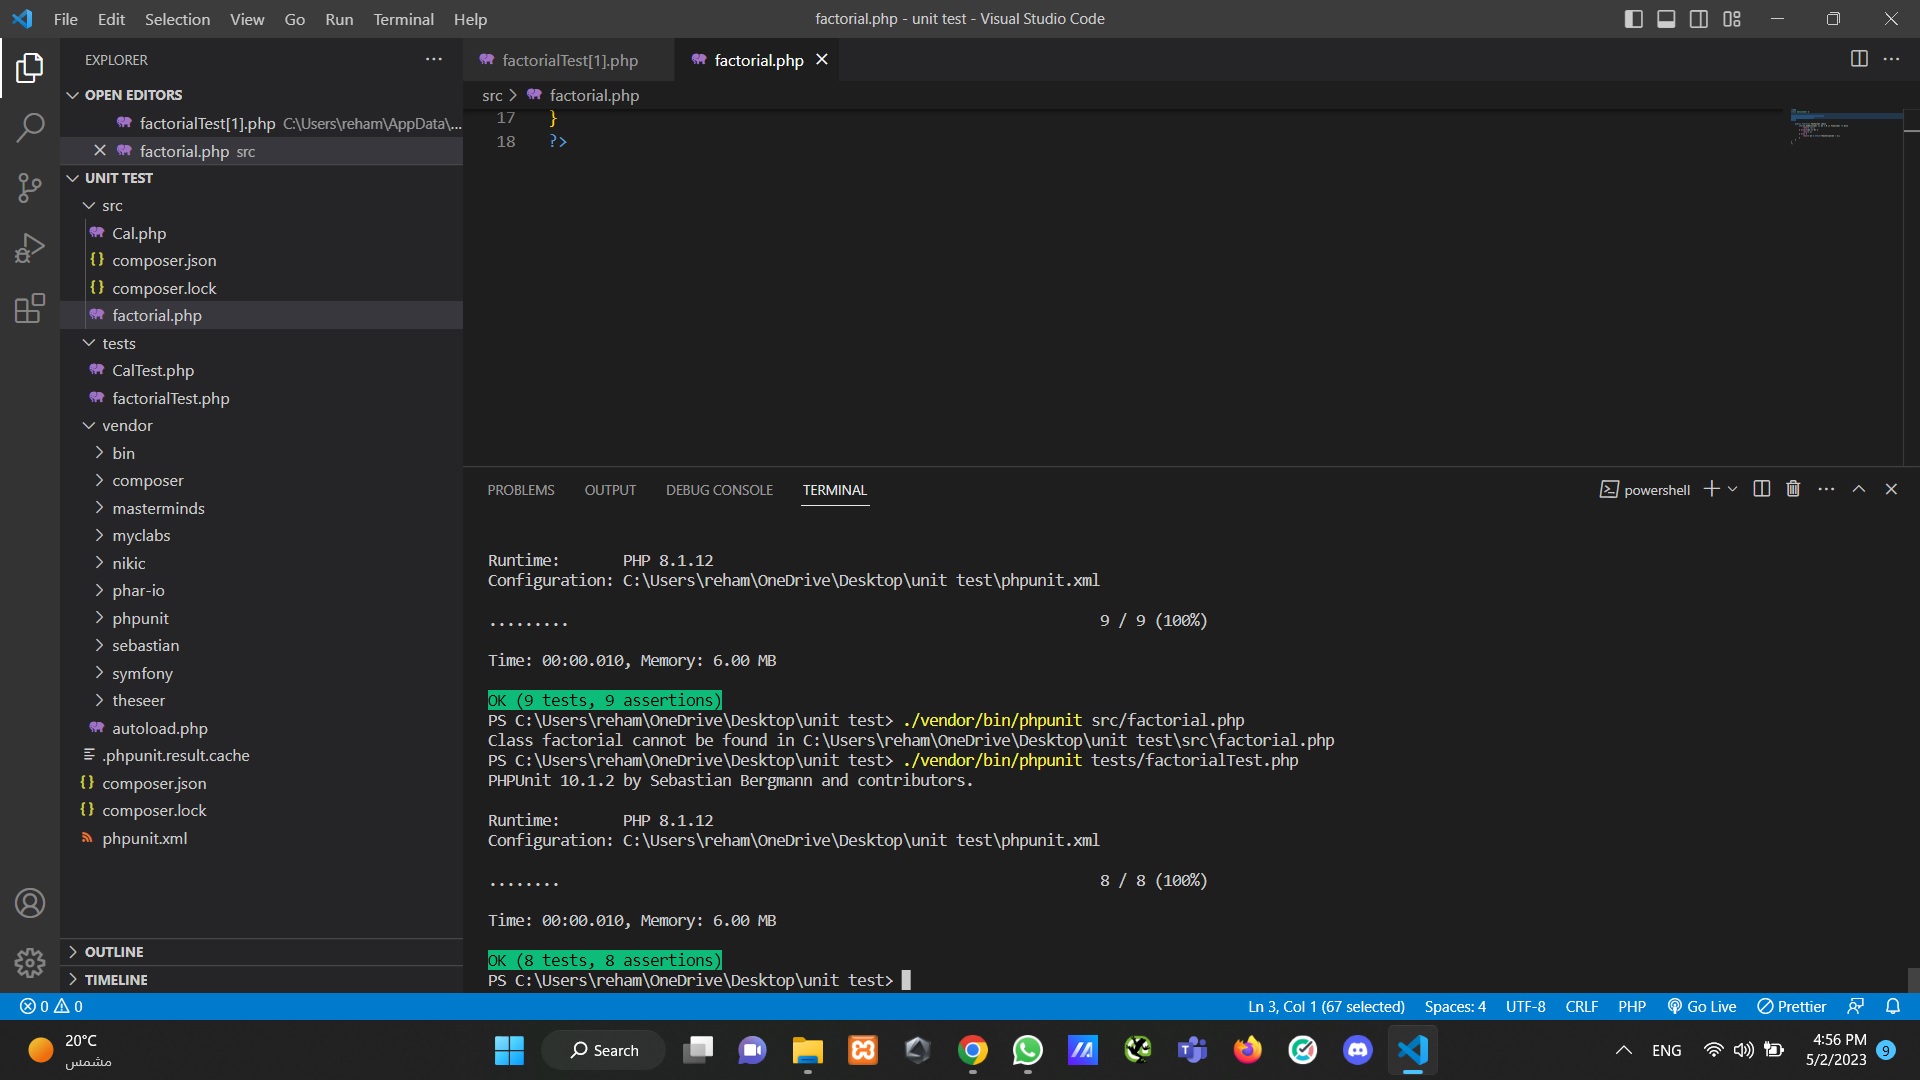 File Edit Selection View Go Run Terminal Help
factorial.php - unit test - Visual Studio Code
EXPLORER
OPEN EDITORS
factorialTest[1].php C:\Users\reham\AppData\...
factorial.php src
UNIT TEST
src
Cal.php
composer.json
composer.lock
factorial.php
tests
CalTest.php
factorialTest.php
vendor
bin
composer
masterminds
myclabs
nikic
phar-io
phpunit
sebastian
symfony
theseer
autoload.php
.phpunit.result.cache
composer.json
composer.lock
phpunit.xml
OUTLINE
TIMELINE
factorialTest[1].php factorial.php
src > factorial.php
17 }
18 ?>
PROBLEMS OUTPUT DEBUG CONSOLE TERMINAL
powershell
Runtime: PHP 8.1.12
Configuration: C:\Users\reham\OneDrive\Desktop\unit test\phpunit.xml
......... 9 / 9 (100%)
Time: 00:00.010, Memory: 6.00 MB
OK (9 tests, 9 assertions)
PS C:\Users\reham\OneDrive\Desktop\unit test> ./vendor/bin/phpunit src/factorial.php
Class factorial cannot be found in C:\Users\reham\OneDrive\Desktop\unit test\src\factorial.php
PS C:\Users\reham\OneDrive\Desktop\unit test> ./vendor/bin/phpunit tests/factorialTest.php
PHPUnit 10.1.2 by Sebastian Bergmann and contributors.
Runtime: PHP 8.1.12
Configuration: C:\Users\reham\OneDrive\Desktop\unit test\phpunit.xml
........ 8 / 8 (100%)
Time: 00:00.010, Memory: 6.00 MB
OK (8 tests, 8 assertions)
PS C:\Users\reham\OneDrive\Desktop\unit test>
0 0
Ln 3, Col 1 (67 selected) Spaces: 4 UTF-8 CRLF PHP Go Live Prettier
20°C
مشمس
Search
ENG
4:56 PM
5/2/2023
9